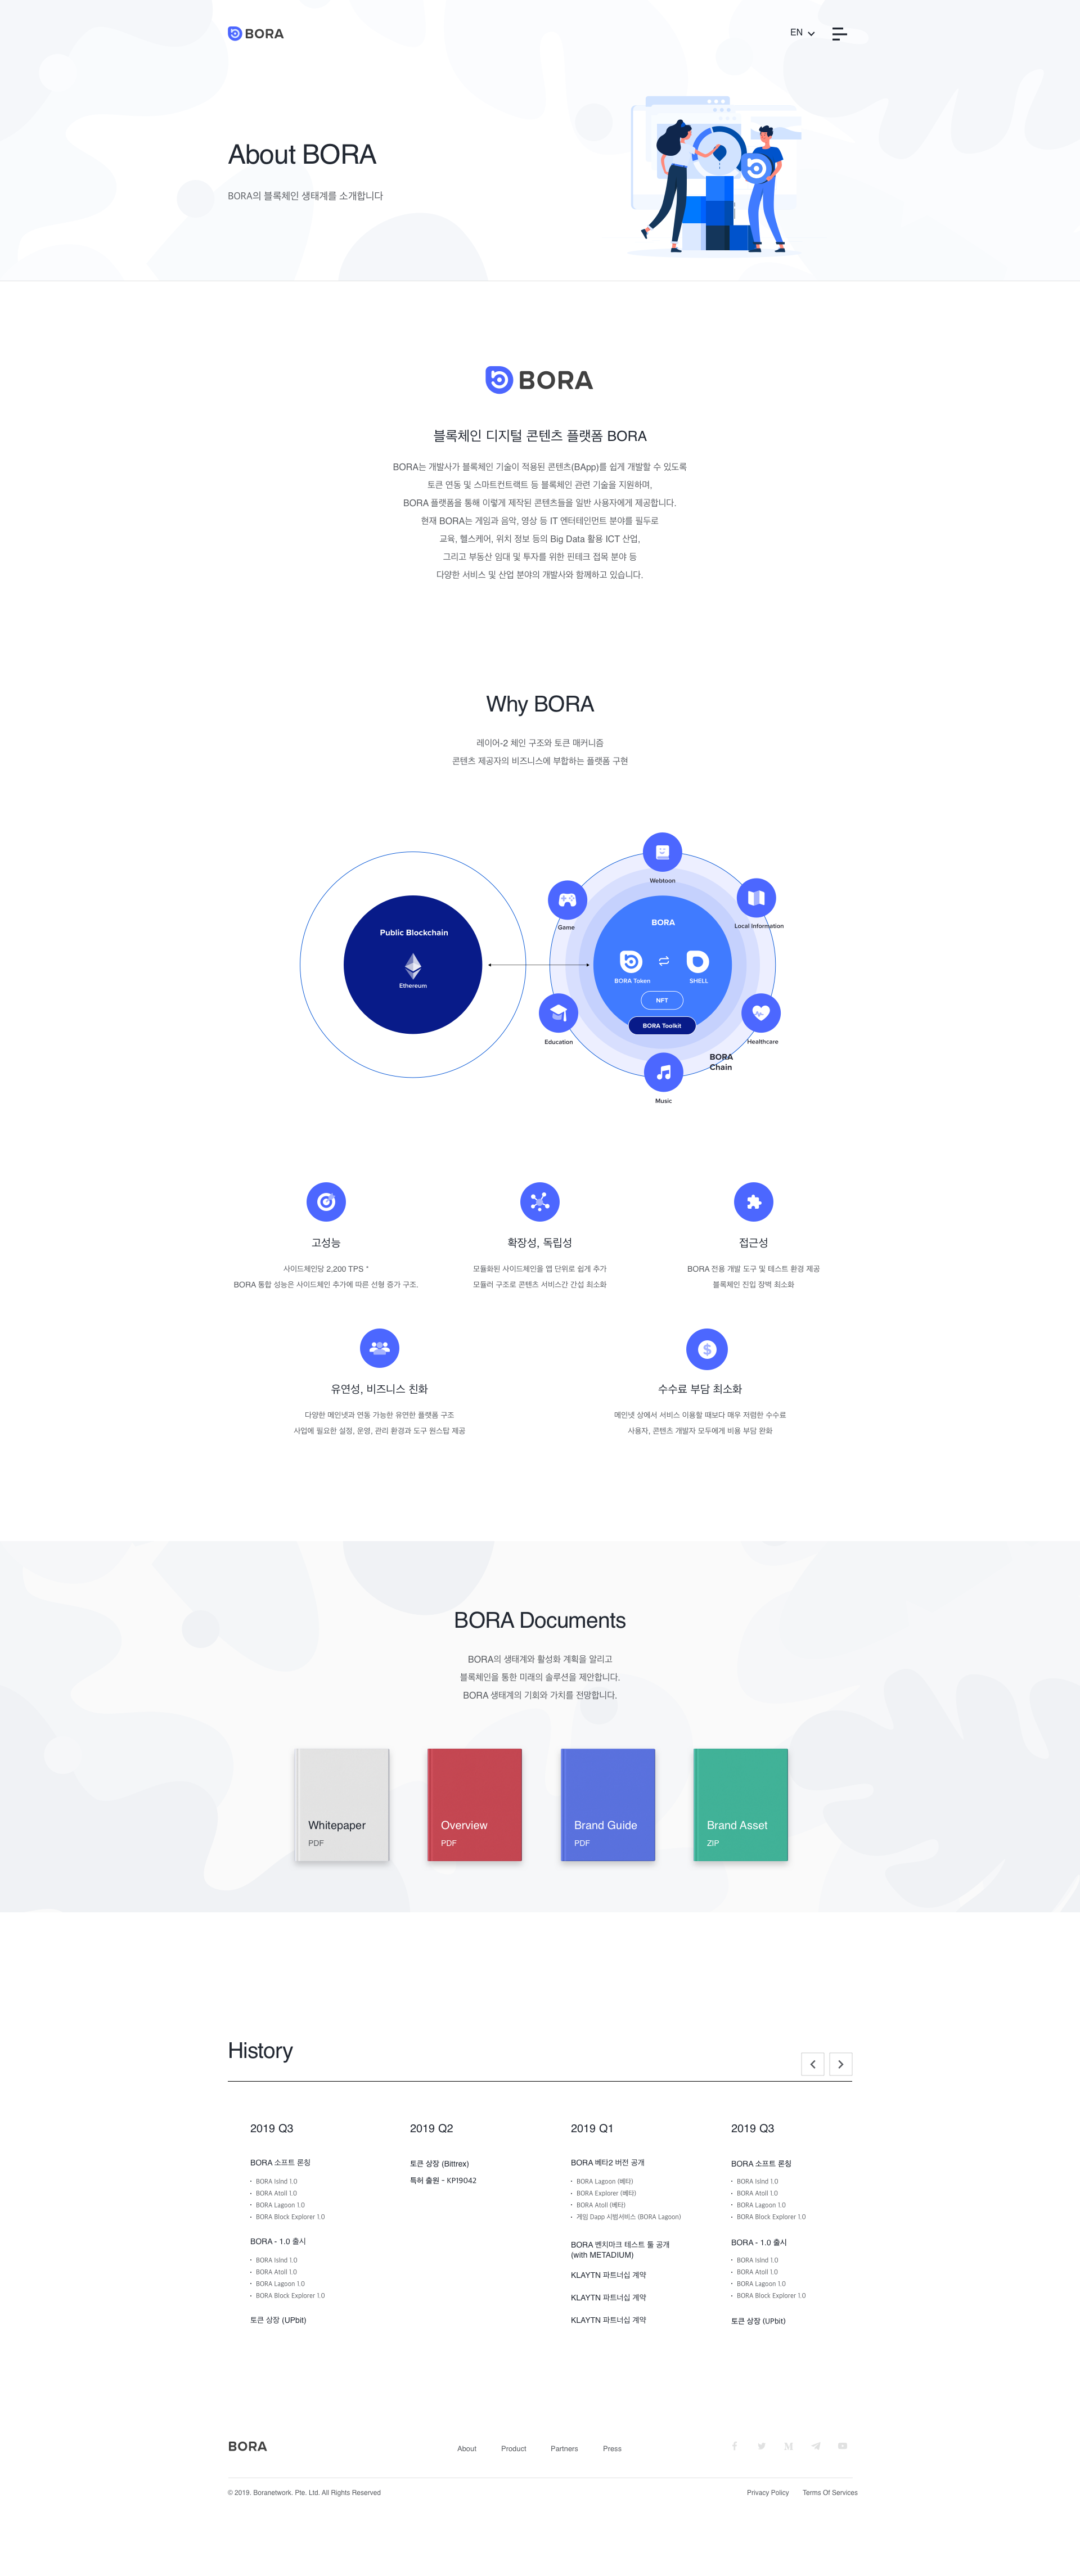 BORA
EN
About BORA
BORA의 블록체인 생태계를 소개합니다
BORA
블록체인 디지털 콘텐츠 플랫폼 BORA
BORA는 개발사가 블록체인 기술이 적용된 콘텐츠(BApp)를 쉽게 개발할 수 있도록
토큰 연동 및 스마트컨트랙트 등 블록체인 관련 기술을 지원하며,
BORA 플랫폼을 통해 이렇게 제작된 콘텐츠들을 일반 사용자에게 제공합니다.
현재 BORA는 게임과 음악, 영상 등 IT 엔터테인먼트 분야를 필두로
교육, 헬스케어, 위치 정보 등의 Big Data 활용 ICT 산업,
그리고 부동산 임대 및 투자를 위한 핀테크 접목 분야 등
다양한 서비스 및 산업 분야의 개발사와 함께하고 있습니다.
Why BORA
레이어-2 체인 구조와 토큰 매커니즘
콘텐츠 제공자의 비즈니스에 부합하는 플랫폼 구현
Public Blockchain
Ethereum
Webtoon
Game
Local Information
BORA
BORA Token
SHELL
NFT
BORA Toolkit
Education
Healthcare
BORA
Chain
Music
고성능
사이드체인당 2,200 TPS *
BORA 통합 성능은 사이드체인 추가에 따른 선형 증가 구조.
확장성, 독립성
모듈화된 사이드체인을 앱 단위로 쉽게 추가
모듈러 구조로 콘텐츠 서비스간 간섭 최소화
접근성
BORA 전용 개발 도구 및 테스트 환경 제공
블록체인 진입 장벽 최소화
유연성, 비즈니스 친화
다양한 메인넷과 연동 가능한 유연한 플랫폼 구조
사업에 필요한 설정, 운영, 관리 환경과 도구 원스탑 제공
수수료 부담 최소화
메인넷 상에서 서비스 이용할 때보다 매우 저렴한 수수료
사용자, 콘텐츠 개발자 모두에게 비용 부담 완화
BORA Documents
BORA의 생태계와 활성화 계획을 알리고
블록체인을 통한 미래의 솔루션을 제안합니다.
BORA 생태계의 기회와 가치를 전망합니다.
Whitepaper
PDF
Overview
PDF
Brand Guide
PDF
Brand Asset
ZIP
History
2019 Q3
BORA 소프트 론칭
· BORA Islnd 1.0
· BORA Atoll 1.0
· BORA Lagoon 1.0
· BORA Block Explorer 1.0
BORA - 1.0 출시
· BORA Islnd 1.0
· BORA Atoll 1.0
· BORA Lagoon 1.0
· BORA Block Explorer 1.0
토큰 상장 (UPbit)
2019 Q2
토큰 상장 (Bittrex)
특허 출원 - KP19042
2019 Q1
BORA 베타2 버전 공개
· BORA Lagoon (베타)
· BORA Explorer (베타)
· BORA Atoll (베타)
· 게임 Dapp 시범서비스 (BORA Lagoon)
BORA 벤치마크 테스트 툴 공개
(with METADIUM)
KLAYTN 파트너십 계약
KLAYTN 파트너십 계약
KLAYTN 파트너십 계약
2019 Q3
BORA 소프트 론칭
· BORA Islnd 1.0
· BORA Atoll 1.0
· BORA Lagoon 1.0
· BORA Block Explorer 1.0
BORA - 1.0 출시
· BORA Islnd 1.0
· BORA Atoll 1.0
· BORA Lagoon 1.0
· BORA Block Explorer 1.0
토큰 상장 (UPbit)
BORA
About Product Partners Press
© 2019. Boranetwork. Pte. Ltd. All Rights Reserved
Privacy Policy Terms Of Services